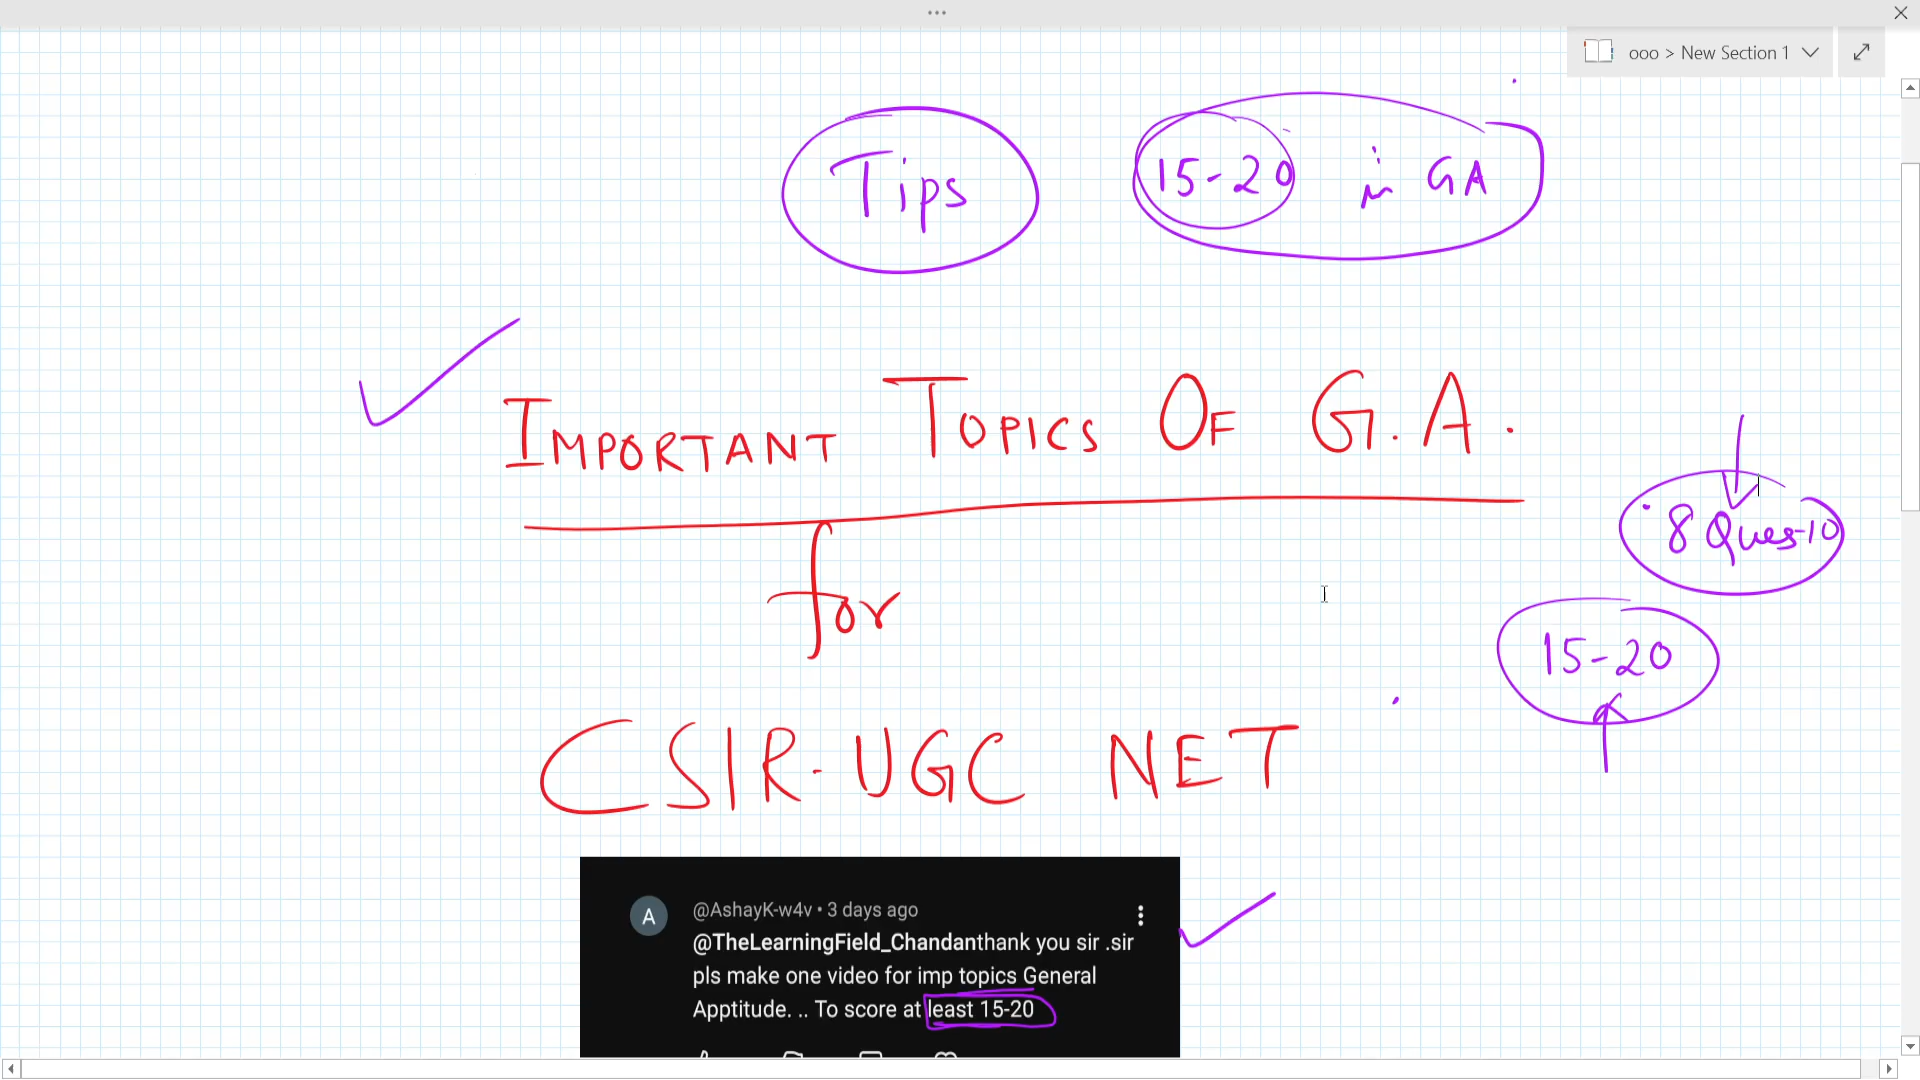 ooo > New Section 1
Tips
15-20 in GA
IMPORTANT TOPICS OF G.A.
8 Ques-10
for
15-20
CSIR-UGC NET
A
@AshayK-w4v • 3 days ago
@TheLearningField_Chandanthank you sir .sir
pls make one video for imp topics General
Apptitude. .. To score at least 15-20